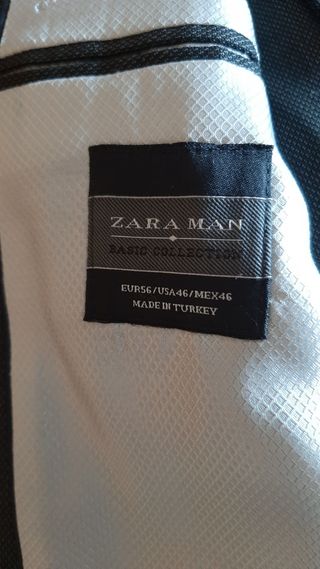 ZARA MAN
BASIC COLLECTION
EUR56/USA46/MEX46
MADE IN TURKEY